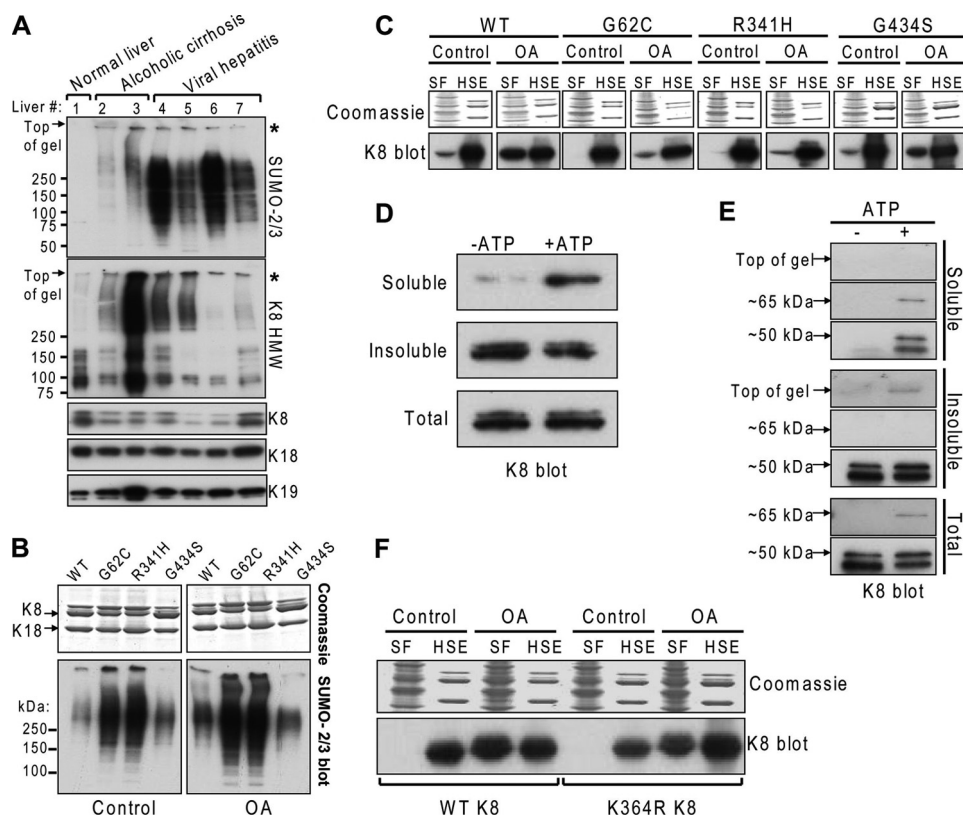 A
Normal liver
Alcoholic cirrhosis
Viral hepatitis
Liver #:
1 2 3 4 5 6 7
Top
of gel
*
250
150
100
75
50
SUMO-2/3
Top
of gel
*
250
150
100
75
K8 HMW
K8
K18
K19
B
WT G62C R341H G434S WT G62C R341H G434S
K8
K18
Coomassie
kDa:
250
150
100
SUMO- 2/3 blot
Control OA
C
WT G62C R341H G434S
Control OA Control OA Control OA Control OA
SF HSE SF HSE SF HSE SF HSE SF HSE SF HSE SF HSE SF HSE
Coomassie
K8 blot
D
-ATP +ATP
Soluble
Insoluble
Total
K8 blot
E
ATP
- +
Top of gel
~65 kDa
~50 kDa
Soluble
Top of gel
~65 kDa
~50 kDa
Insoluble
~65 kDa
~50 kDa
Total
K8 blot
F
Control OA Control OA
SF HSE SF HSE SF HSE SF HSE
Coomassie
K8 blot
WT K8 K364R K8